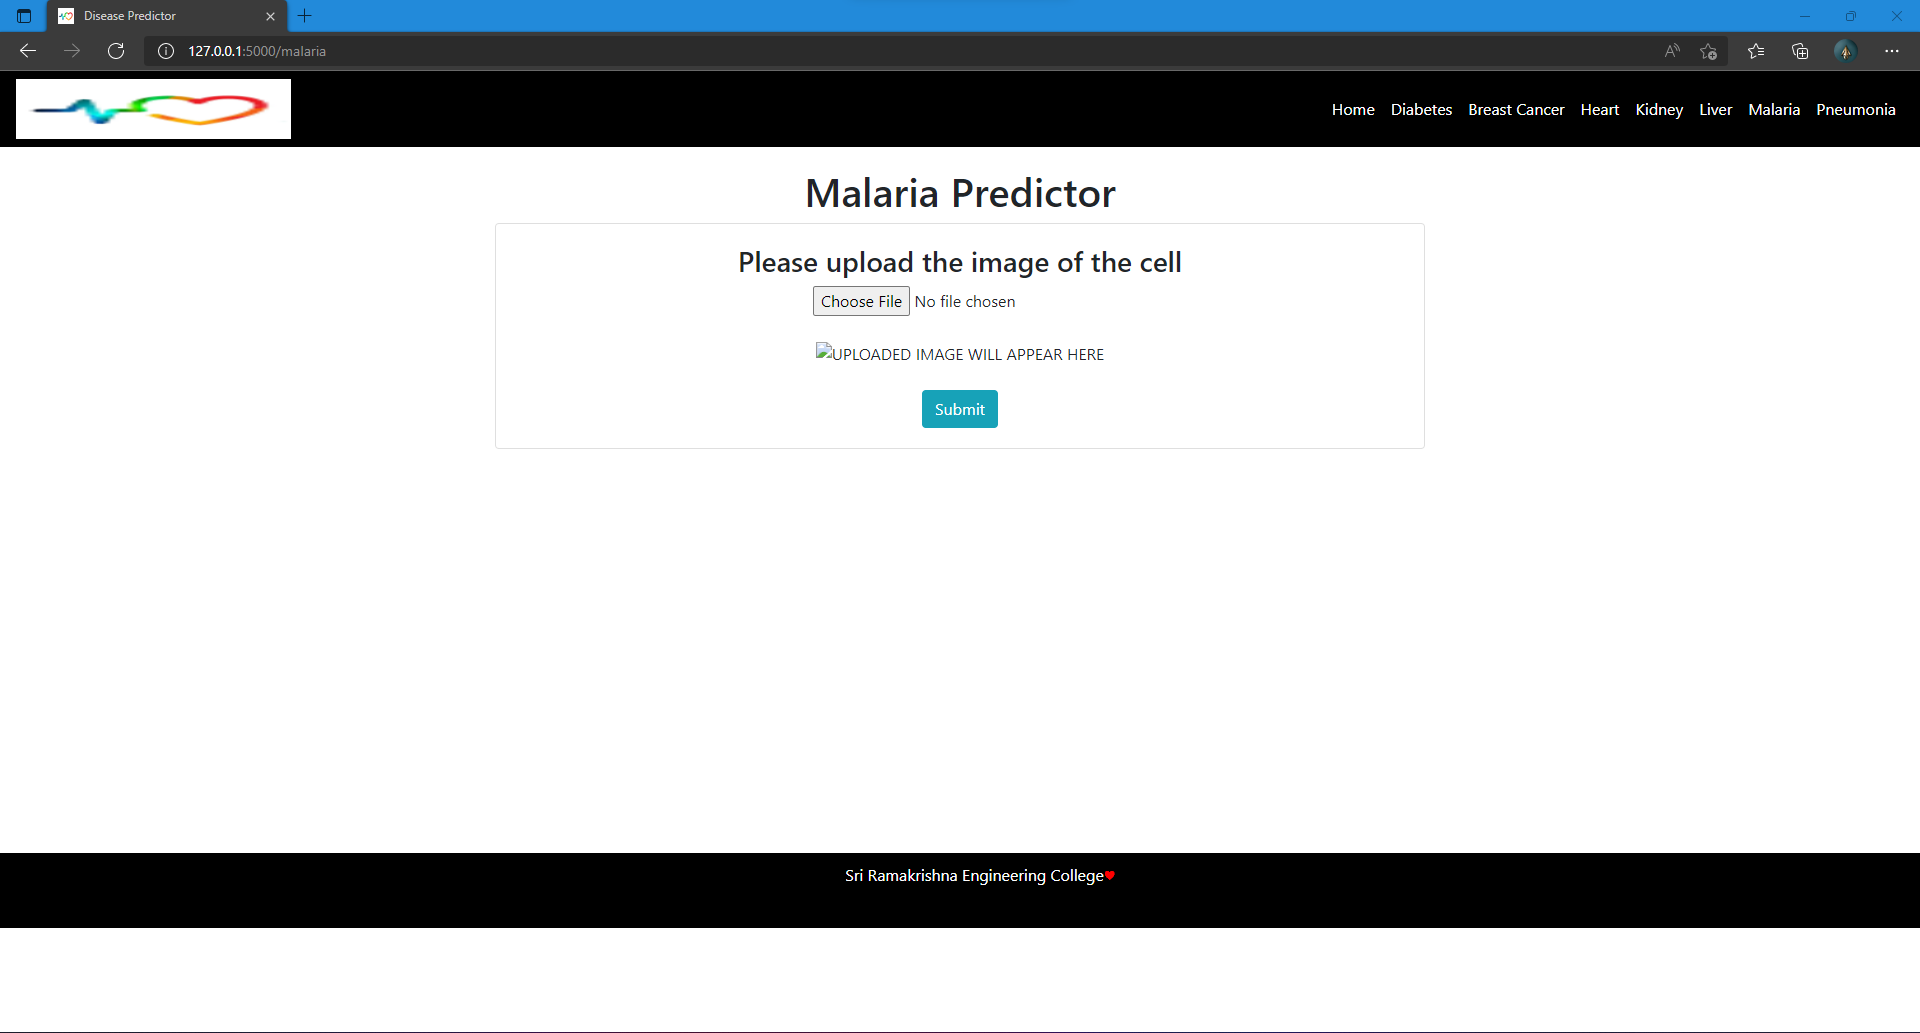 Disease Predictor
127.0.0.1:5000/malaria
Home Diabetes Breast Cancer Heart Kidney Liver Malaria Pneumonia
Malaria Predictor
Please upload the image of the cell
Choose File No file chosen
UPLOADED IMAGE WILL APPEAR HERE
Submit
Sri Ramakrishna Engineering College♥